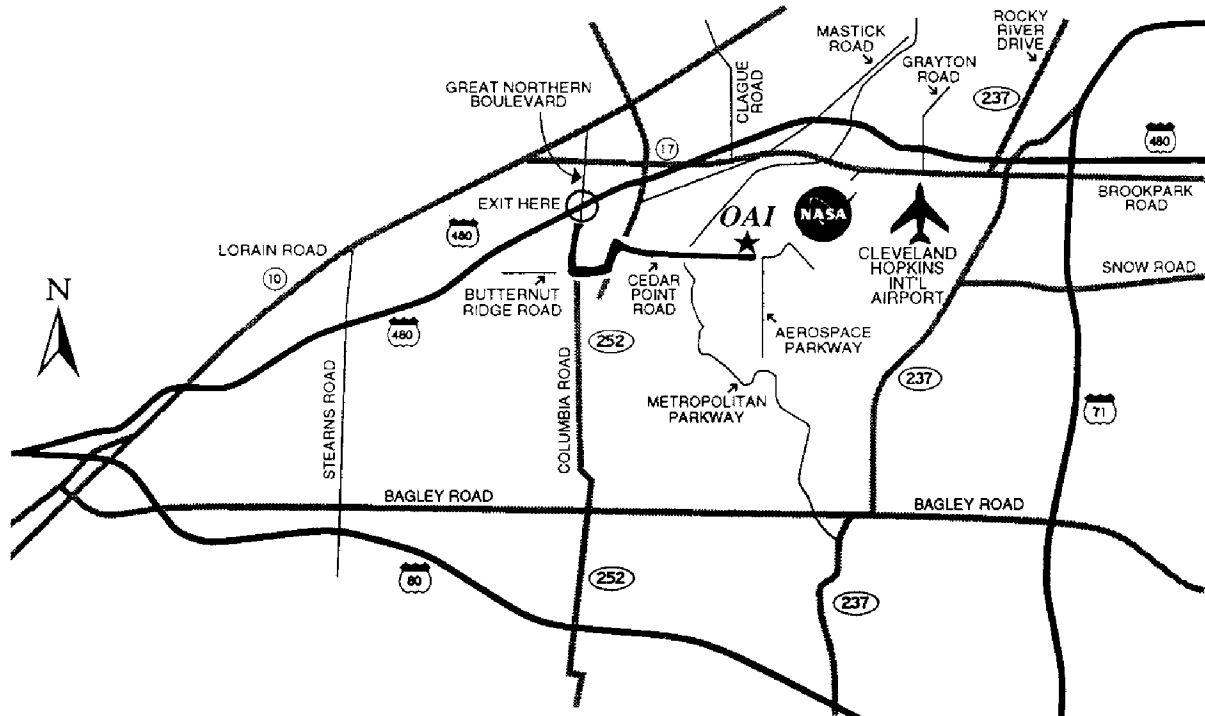 ROCKY
RIVER
DRIVE
MASTICK
ROAD
GRAYTON
ROAD
GREAT NORTHERN
BOULEVARD
CLAGUE
ROAD
237
480
17
BROOKPARK
ROAD
EXIT HERE
OAI
NASA
LORAIN ROAD
480
CLEVELAND
HOPKINS
INT'L
AIRPORT
SNOW ROAD
10
N
BUTTERNUT
RIDGE ROAD
CEDAR
POINT
ROAD
480
252
AEROSPACE
PARKWAY
237
METROPOLITAN
PARKWAY
71
STEARNS ROAD
COLUMBIA ROAD
BAGLEY ROAD
BAGLEY ROAD
80
252
237